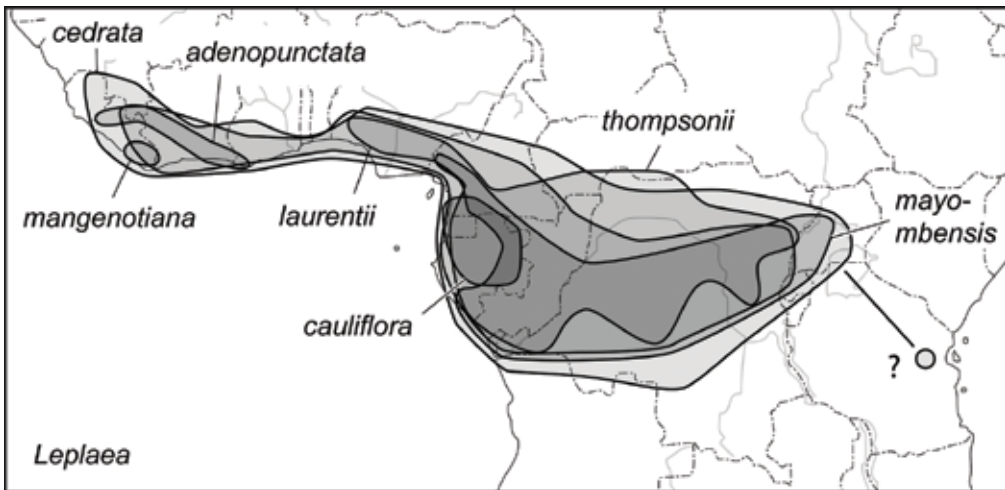 cedrata
adenopunctata
thompsonii
mangenotiana
laurentii
mayo-
mbensis
cauliflora
?
Leplaea